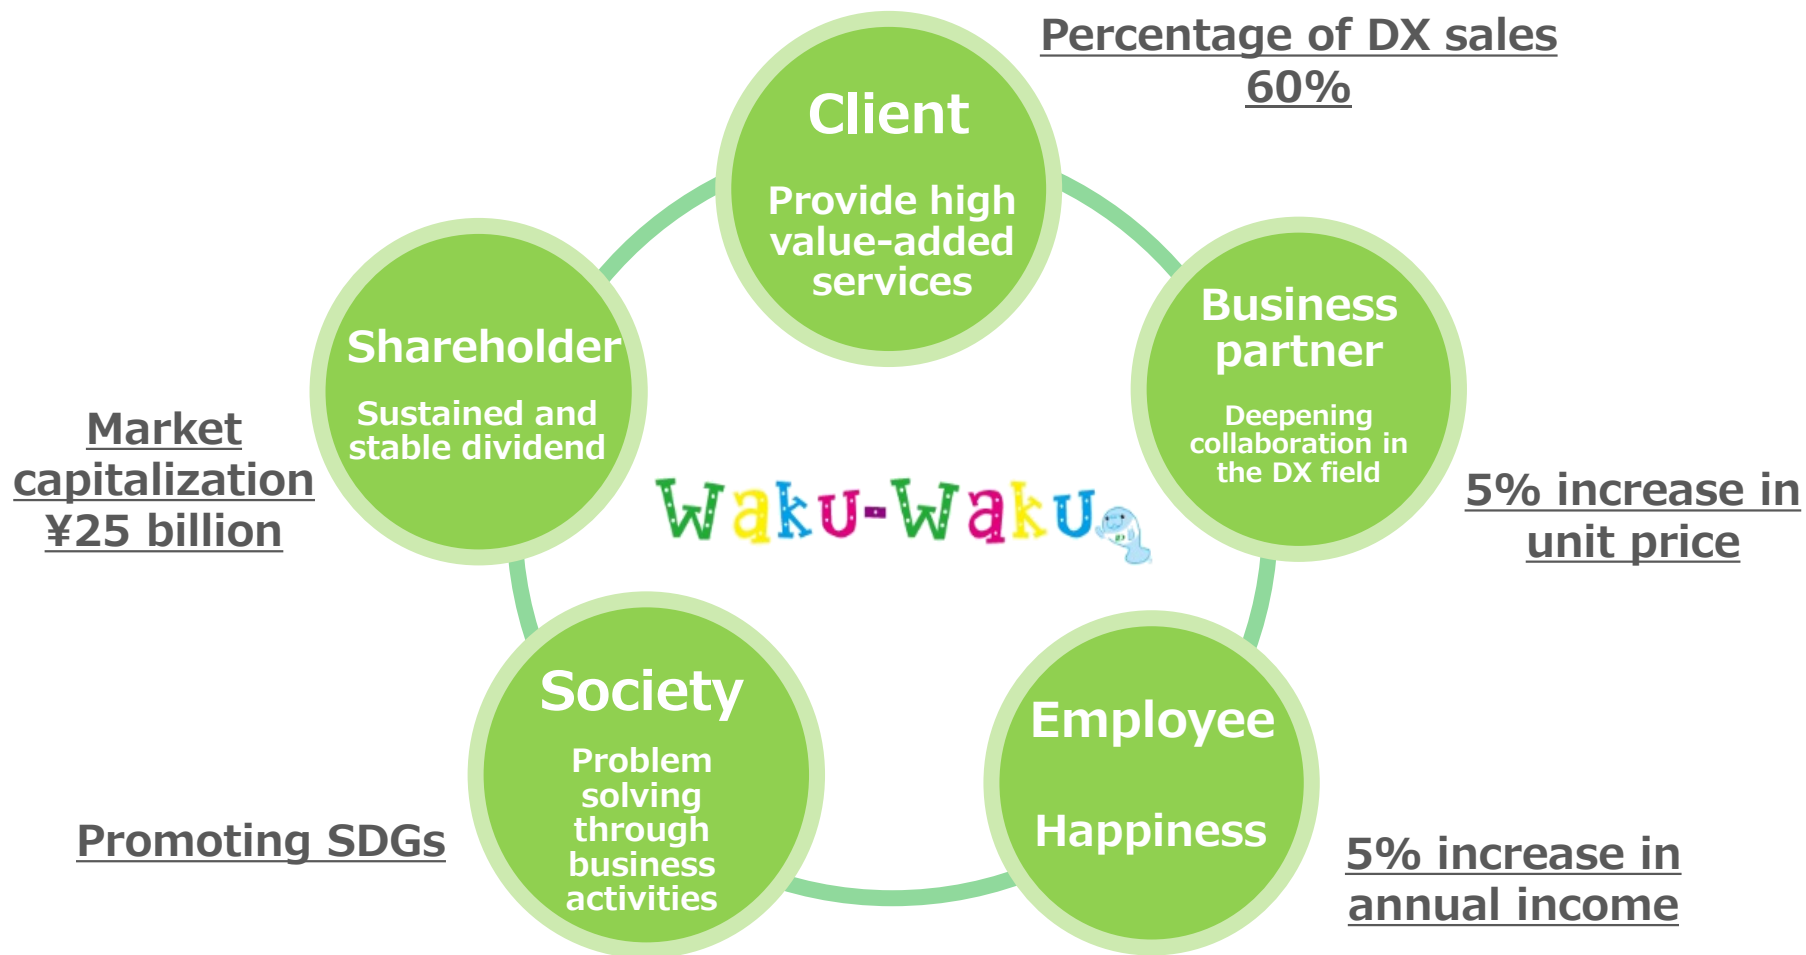 Percentage of DX sales
60%
Client
Provide high
value-added
services
Business
partner
Deepening
collaboration in
the DX field
5% increase in
unit price
Shareholder
Sustained and
stable dividend
Market
capitalization
¥25 billion
Waku-Waku
Society
Problem
solving
through
business
activities
Promoting SDGs
Employee
Happiness
5% increase in
annual income